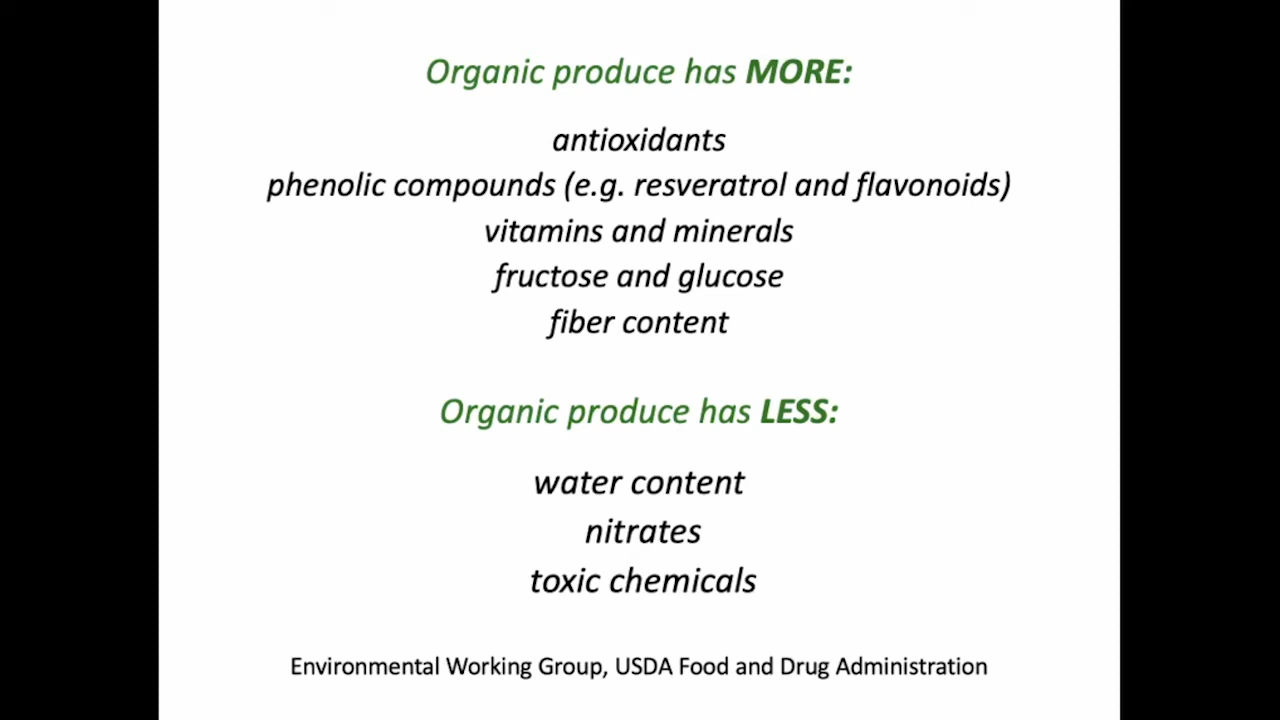 Organic produce has MORE:
antioxidants
phenolic compounds (e.g. resveratrol and flavonoids)
vitamins and minerals
fructose and glucose
fiber content
Organic produce has LESS:
water content
nitrates
toxic chemicals
Environmental Working Group, USDA Food and Drug Administration